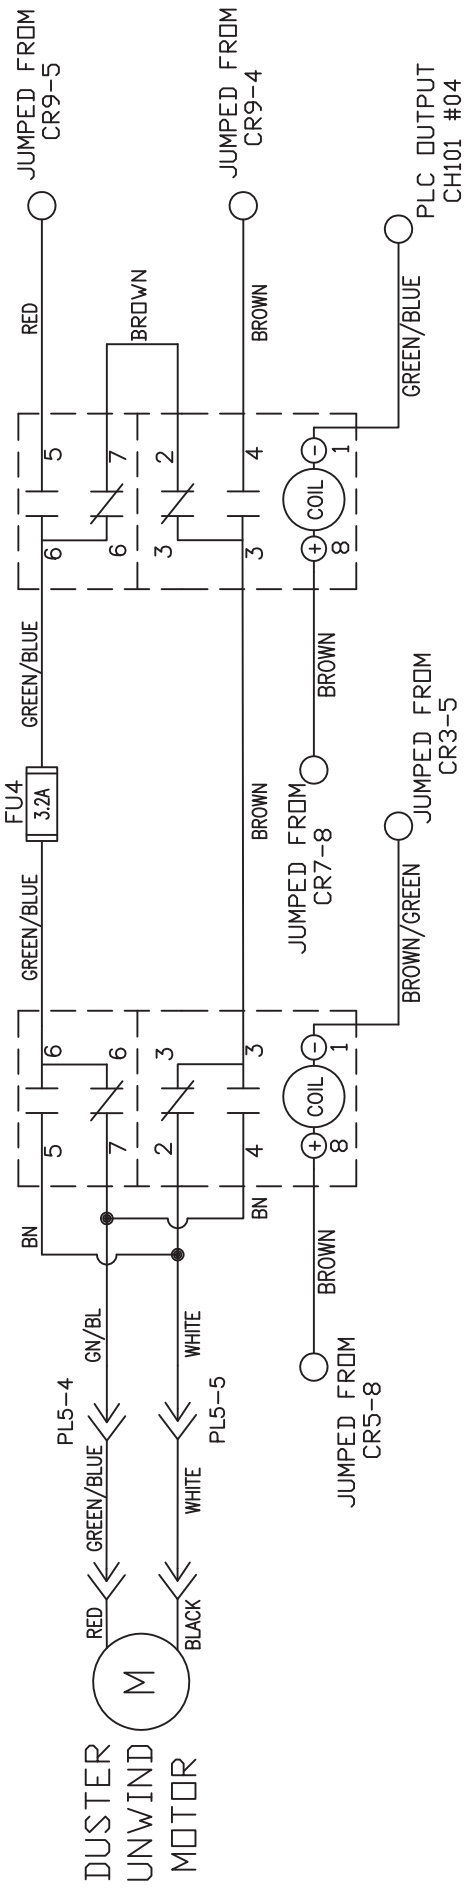 DUSTER
UNWIND
MOTOR
M
RED
BLACK
GREEN/BLUE
WHITE
PL5-4
PL5-5
GN/BL
WHITE
BN
BN
5
6
7
6
2
3
4
3
COIL
+
8
-
1
BROWN
JUMPED FROM
CR5-8
BROWN/GREEN
JUMPED FROM
CR3-5
GREEN/BLUE
FU4
3.2A
GREEN/BLUE
BROWN
6
5
6
7
3
2
3
4
COIL
+
8
-
1
BROWN
JUMPED FROM
CR7-8
RED
BROWN
BROWN
GREEN/BLUE
JUMPED FROM
CR9-5
JUMPED FROM
CR9-4
PLC OUTPUT
CH101 #04